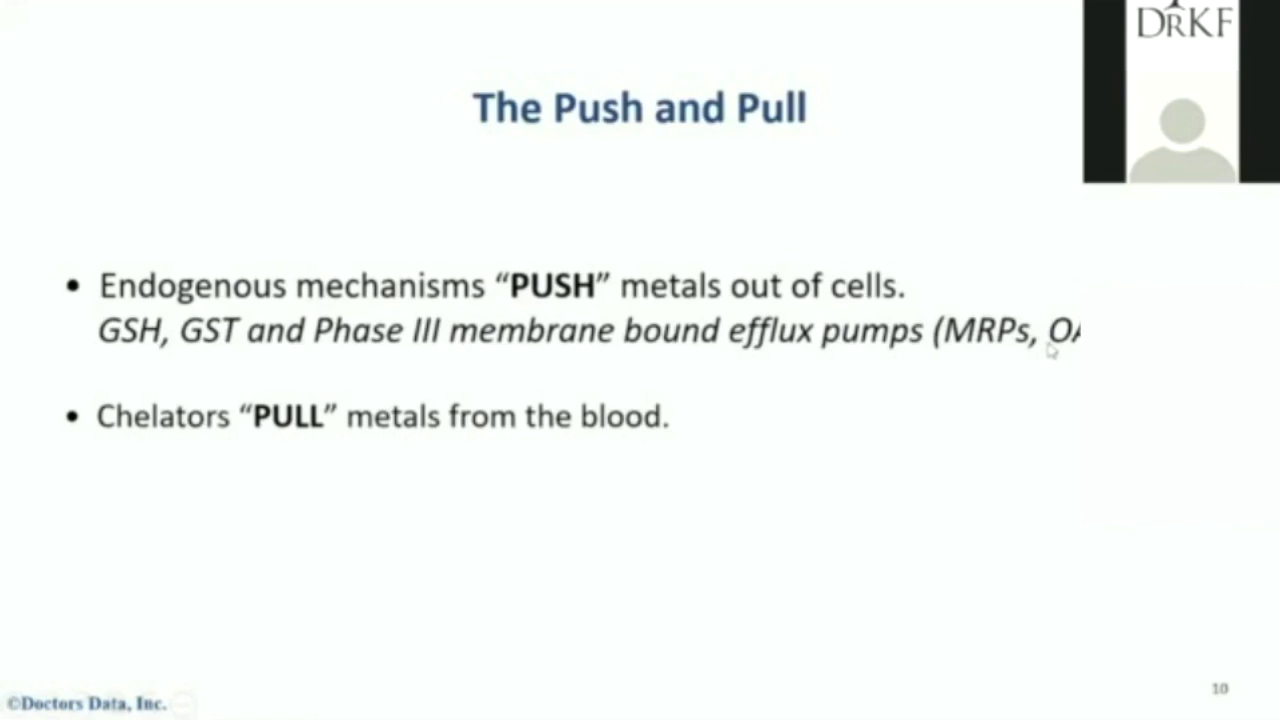 DRKF
The Push and Pull
• Endogenous mechanisms “PUSH” metals out of cells.
GSH, GST and Phase III membrane bound efflux pumps (MRPs,
• Chelators “PULL” metals from the blood.
©Doctors Data, Inc.
10